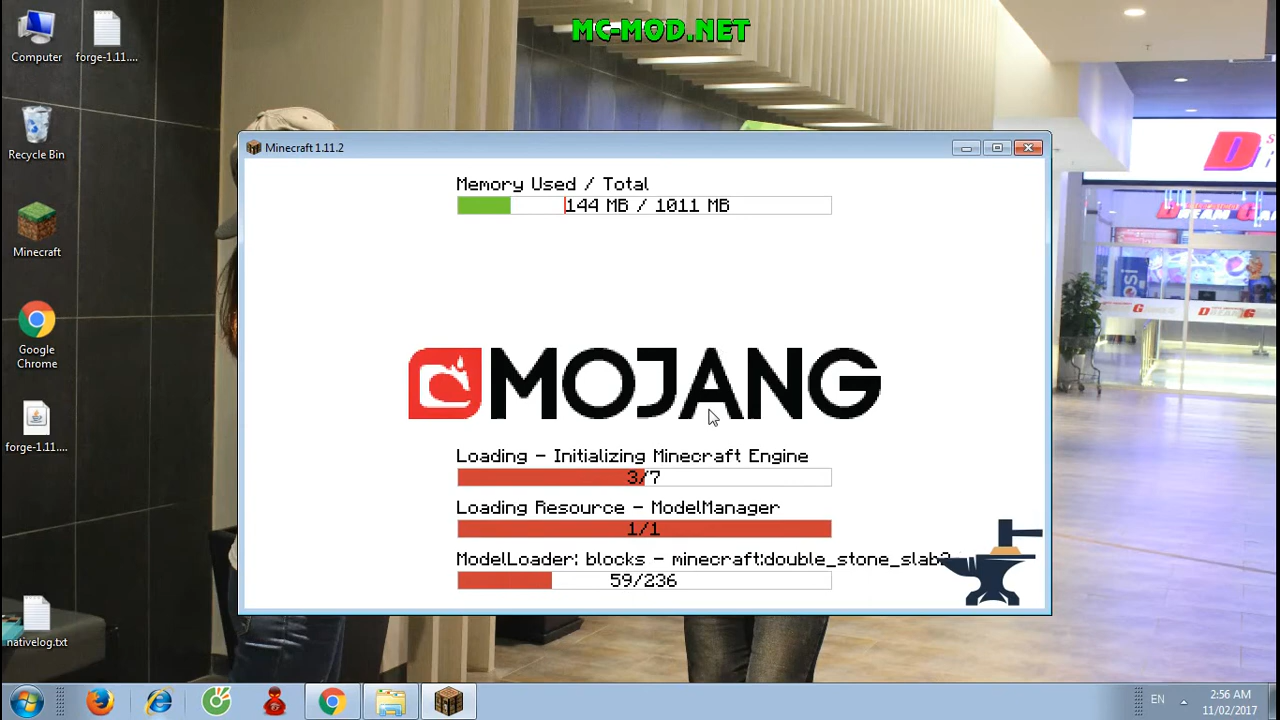 MC-MOD.NET
Computer
forge-1.11....
Recycle Bin
Minecraft
Google
Chrome
forge-1.11....
nativelog.txt
Minecraft 1.11.2
Memory Used / Total
144 MB / 1011 MB
MOJANG
Loading - Initializing Minecraft Engine
3/7
Loading Resource - ModelManager
1/1
ModelLoader: blocks - minecraft:double_stone_slab2
59/236
EN
2:56 AM
11/02/2017